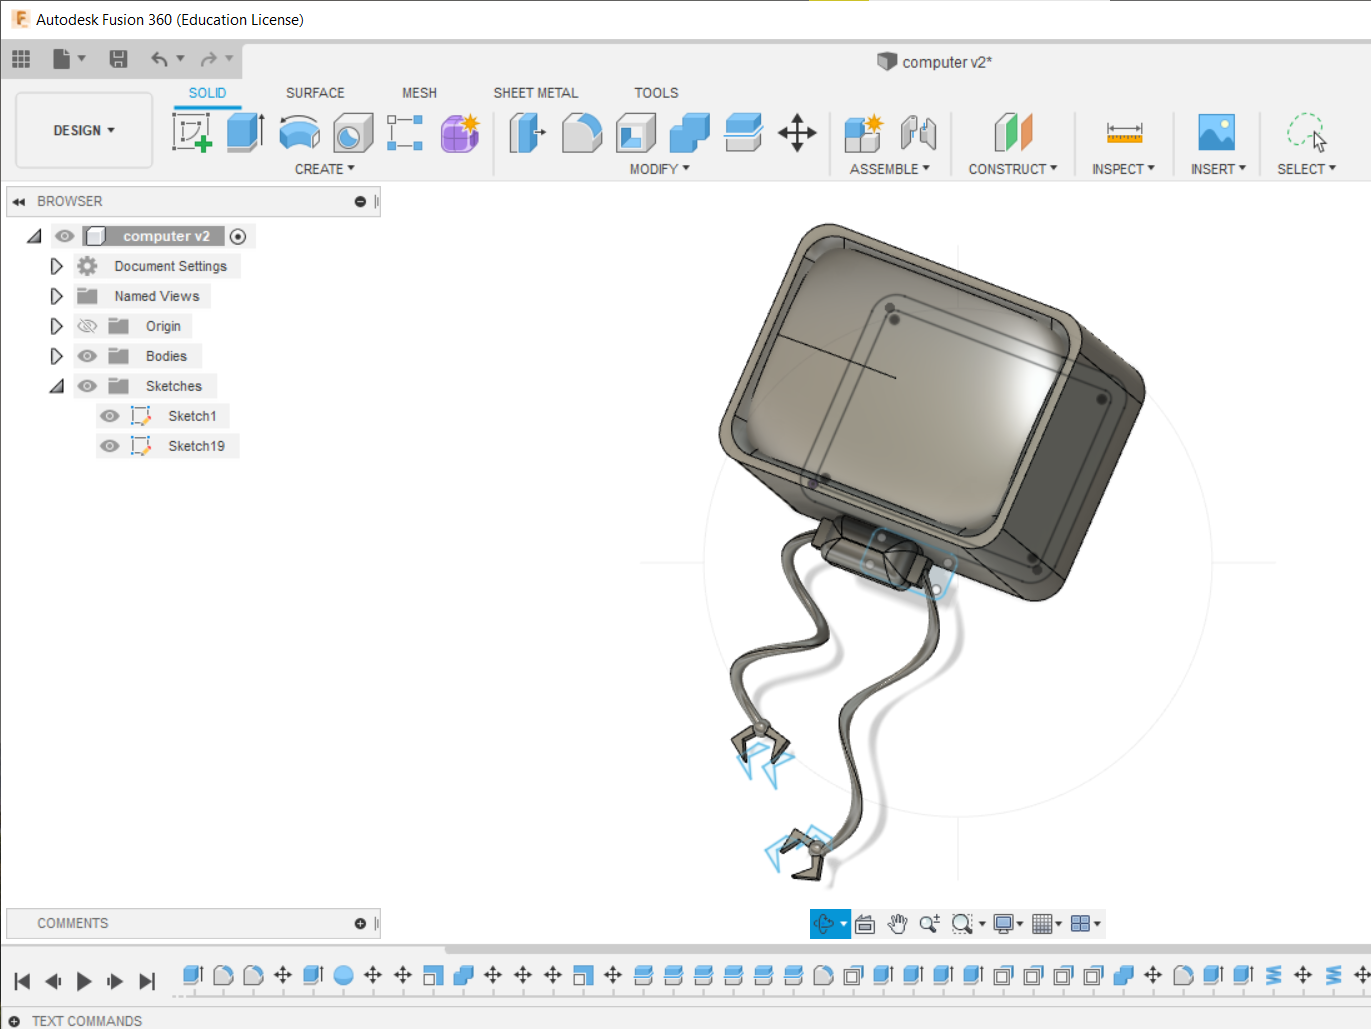 F Autodesk Fusion 360 (Education License)
computer v2*
SOLID SURFACE MESH SHEET METAL TOOLS
DESIGN
CREATE MODIFY ASSEMBLE CONSTRUCT INSPECT INSERT SELECT
BROWSER
computer v2
Document Settings
Named Views
Origin
Bodies
Sketches
Sketch1
Sketch19
COMMENTS
TEXT COMMANDS